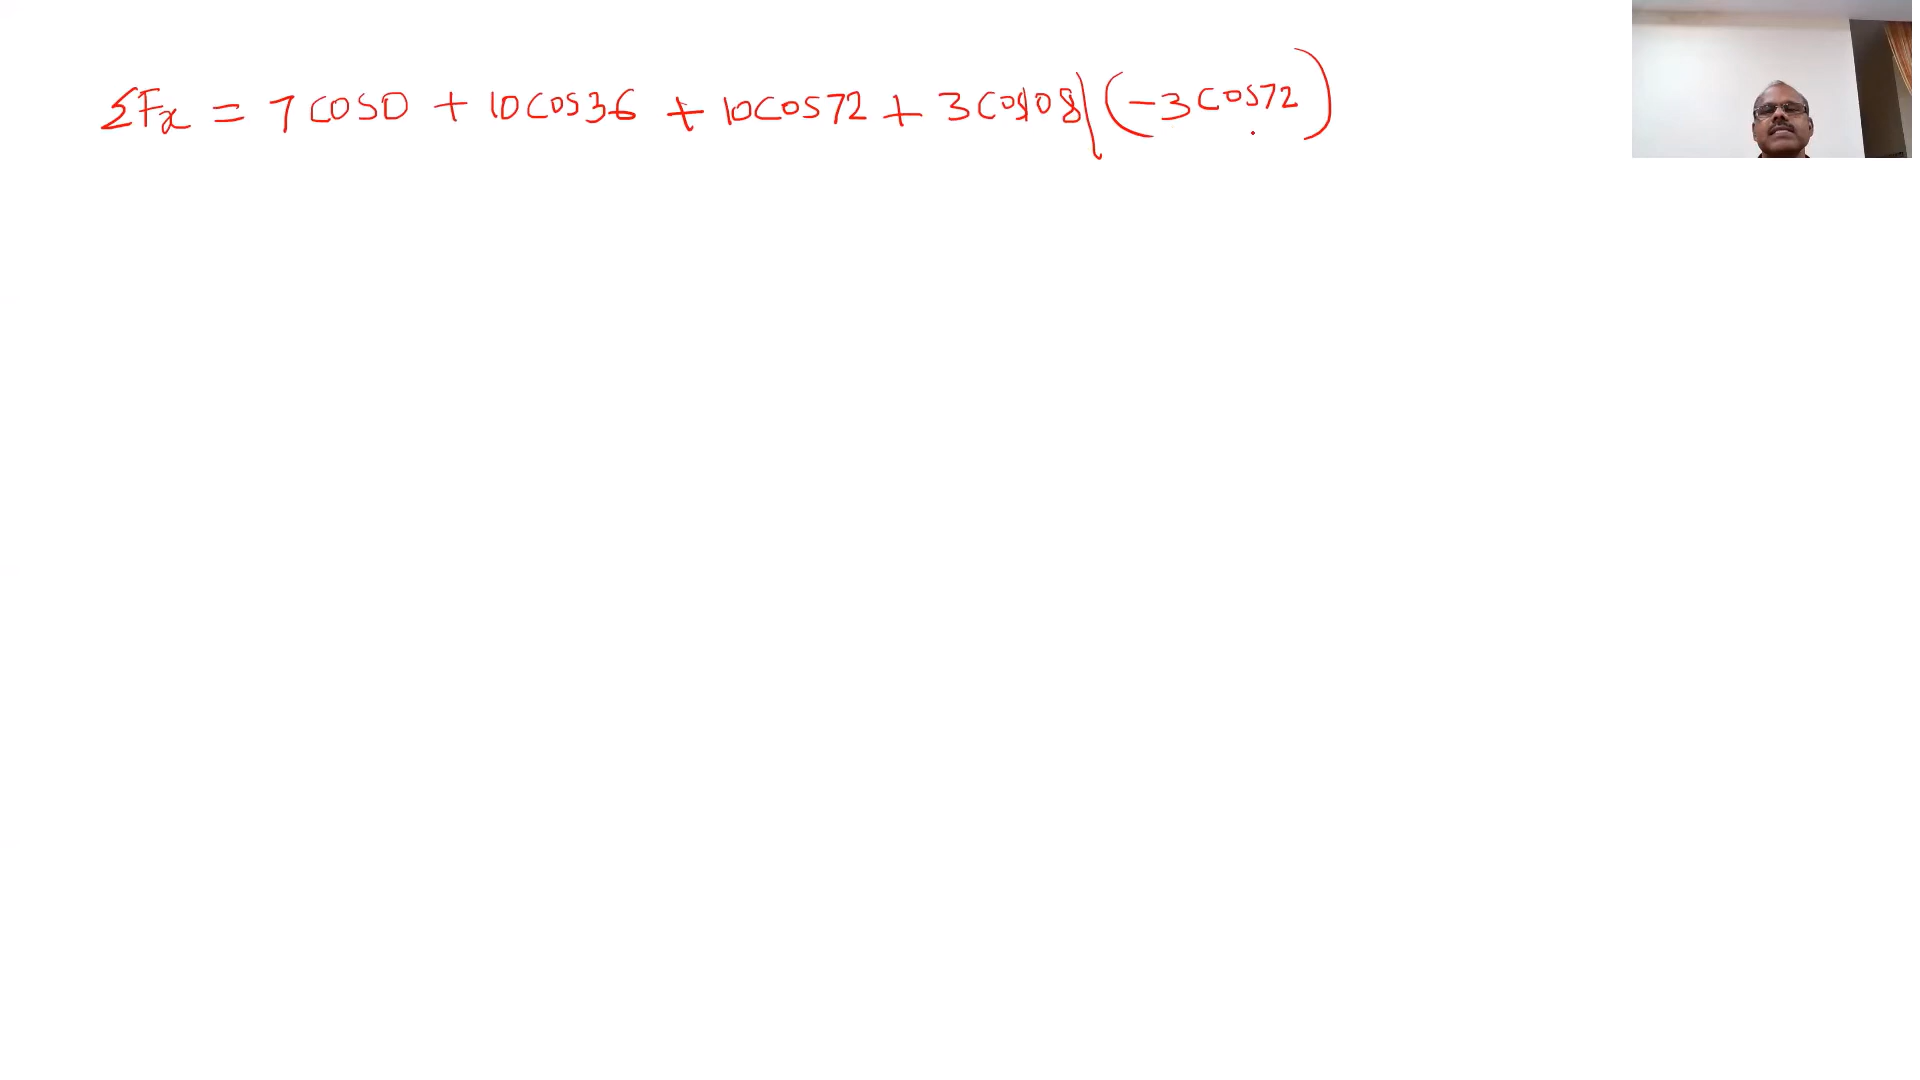 ΣFx = 7 cos0 + 10cos36 + 10cos72 + 3cos108 | (-3cos72)